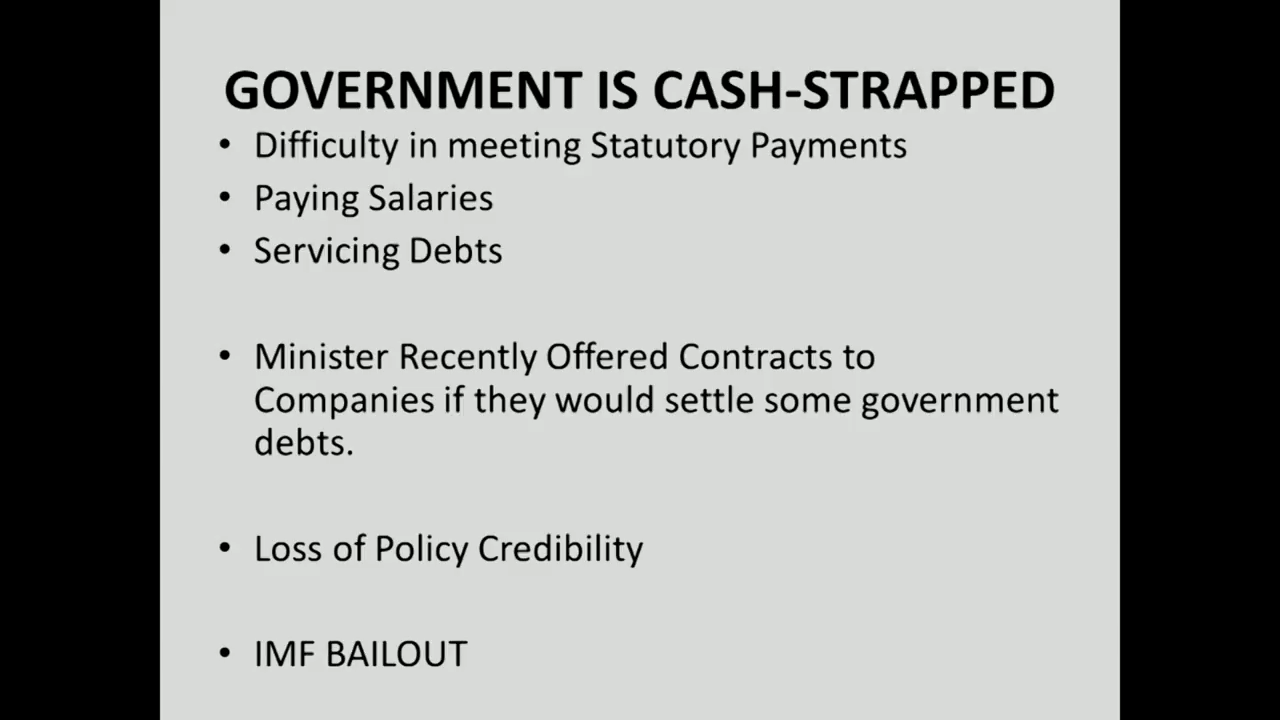 GOVERNMENT IS CASH-STRAPPED
• Difficulty in meeting Statutory Payments
• Paying Salaries
• Servicing Debts
• Minister Recently Offered Contracts to
Companies if they would settle some government
debts.
• Loss of Policy Credibility
• IMF BAILOUT